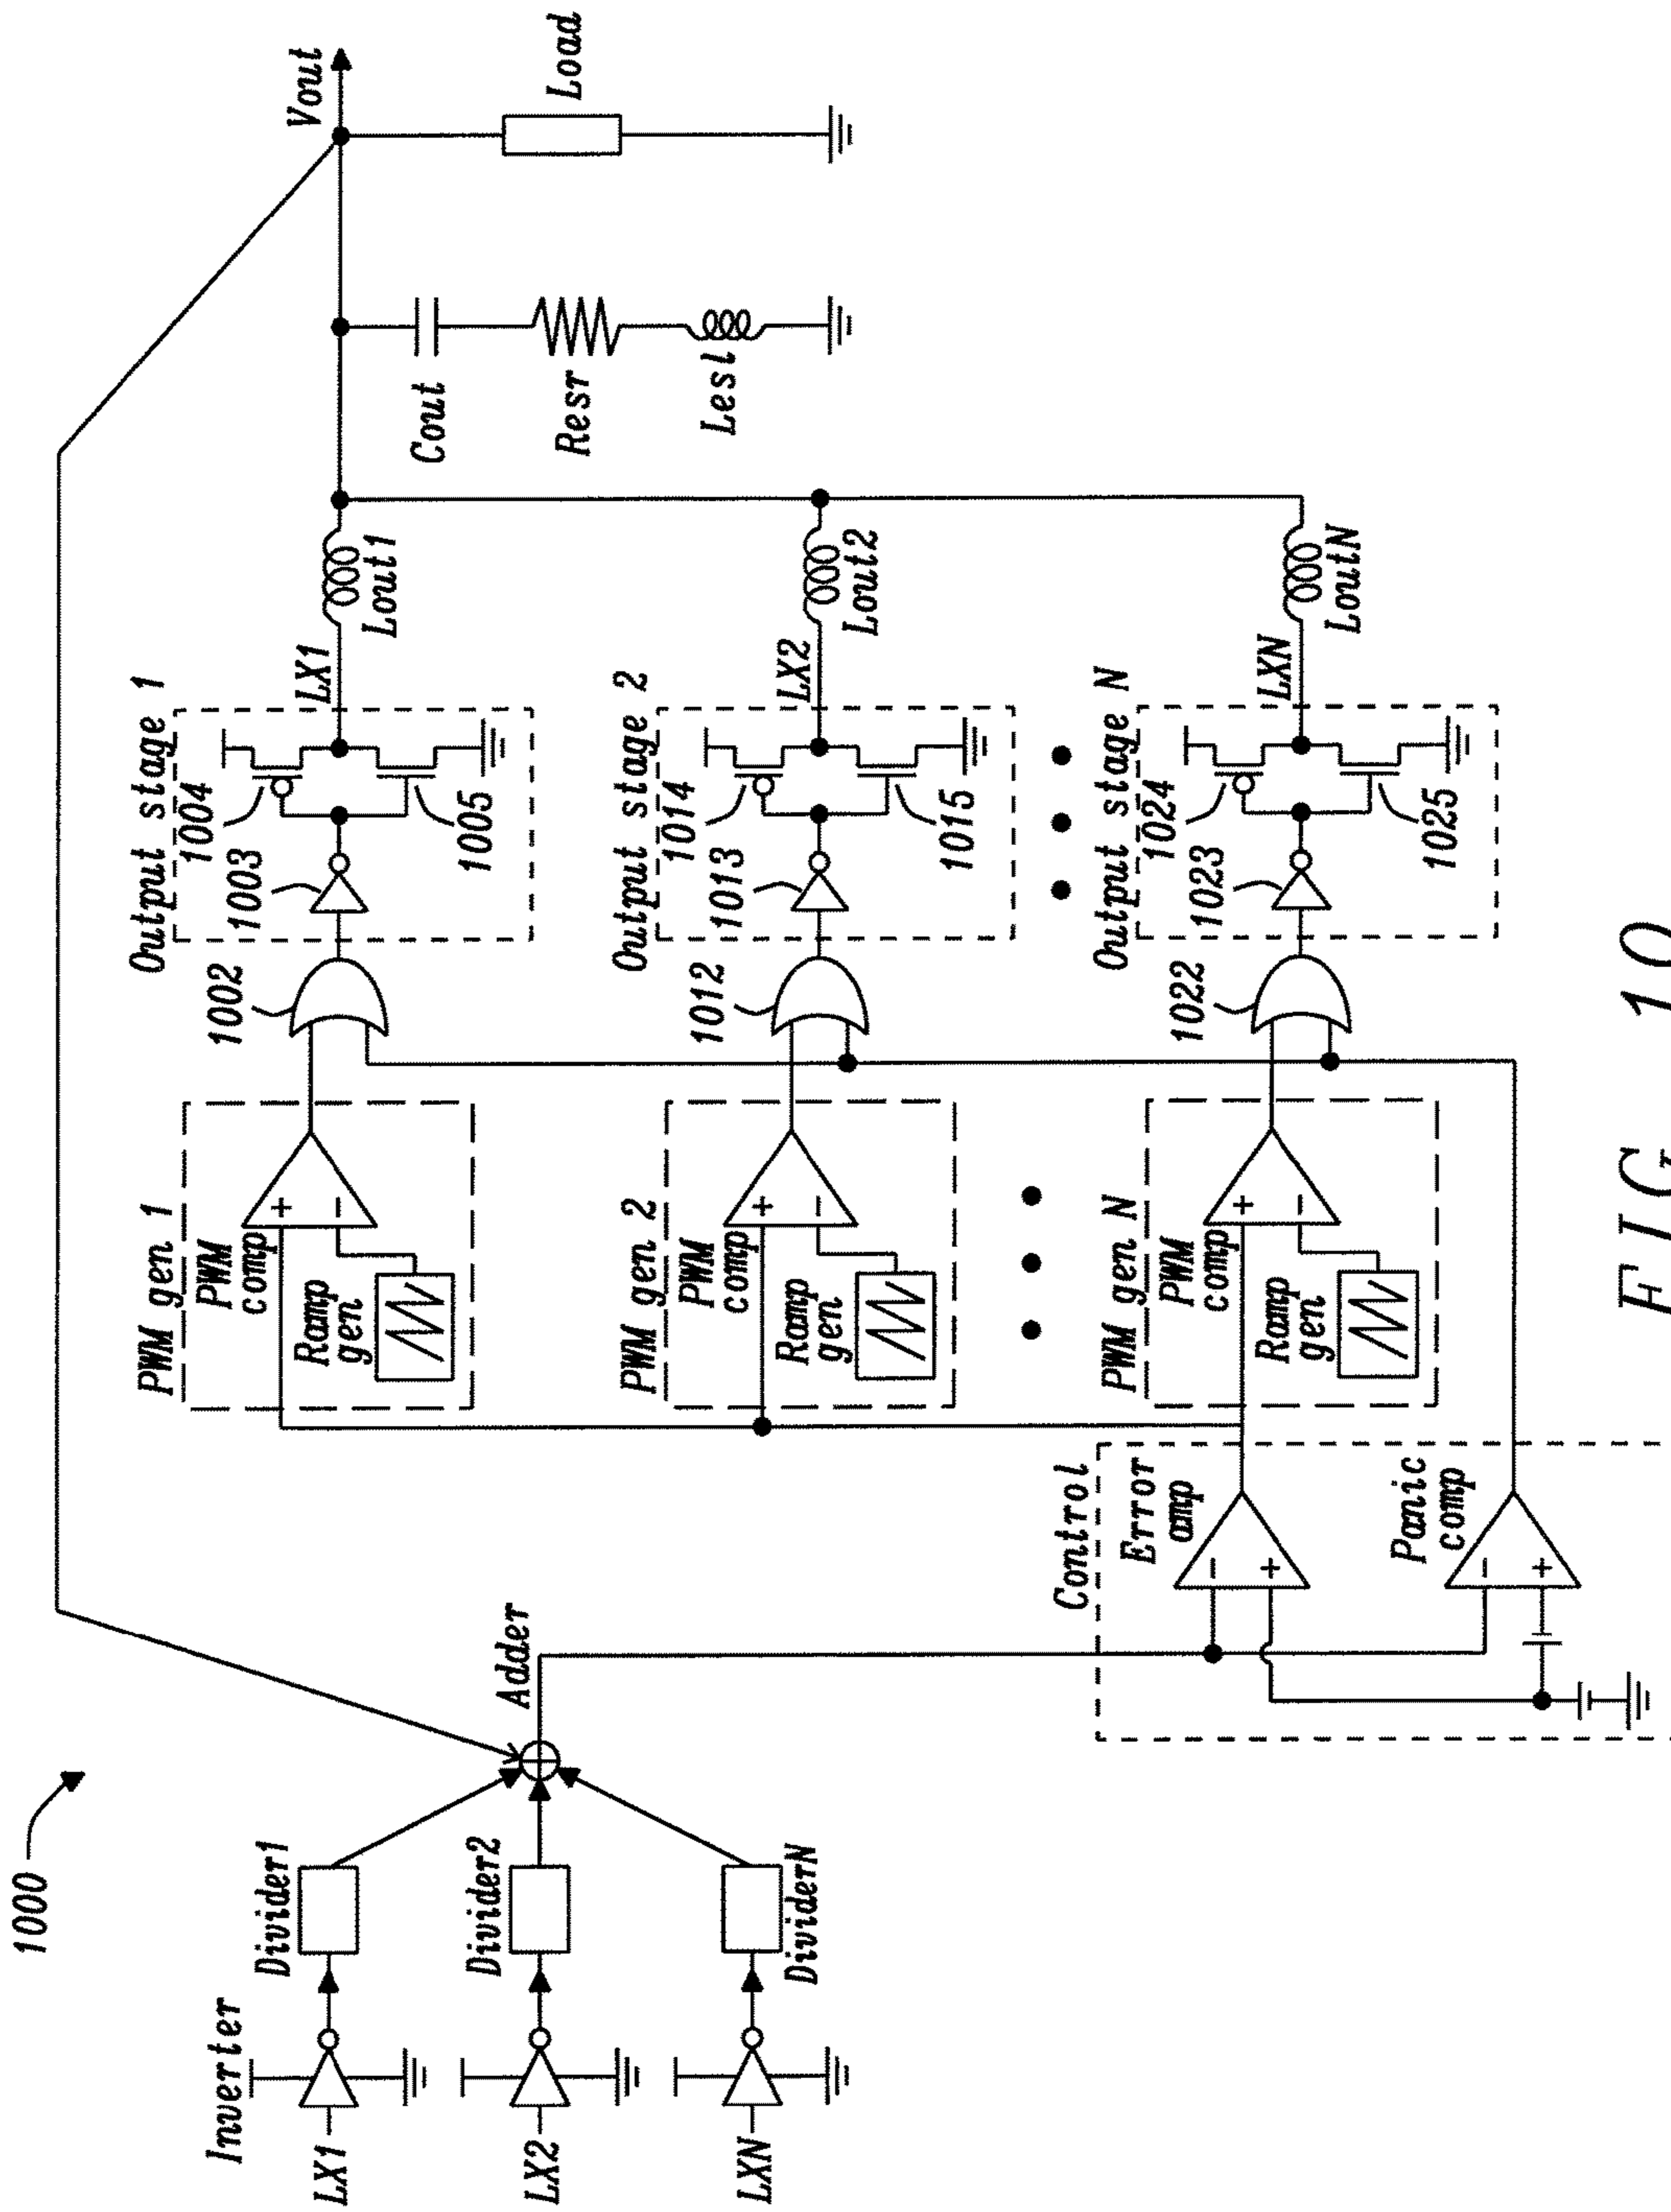 1000
Inverter
LX1
Divider1
LX2
Divider2
LXN
DividerN
Adder
Control
Error
amp
Panic
comp
-
+
-
+
PWM gen 1
PWM
comp
+
-
Ramp
gen
PWM gen 2
PWM
comp
+
-
Ramp
gen
PWM gen N
PWM
comp
+
-
Ramp
gen
1002
1012
1022
Output stage 1
1003
1004
1005
LX1
Lout1
Output stage 2
1013
1014
1015
LX2
Lout2
Output stage N
1023
1024
1025
LXN
LoutN
Cout
Resr
Lesl
Vout
Load
FIG. 10